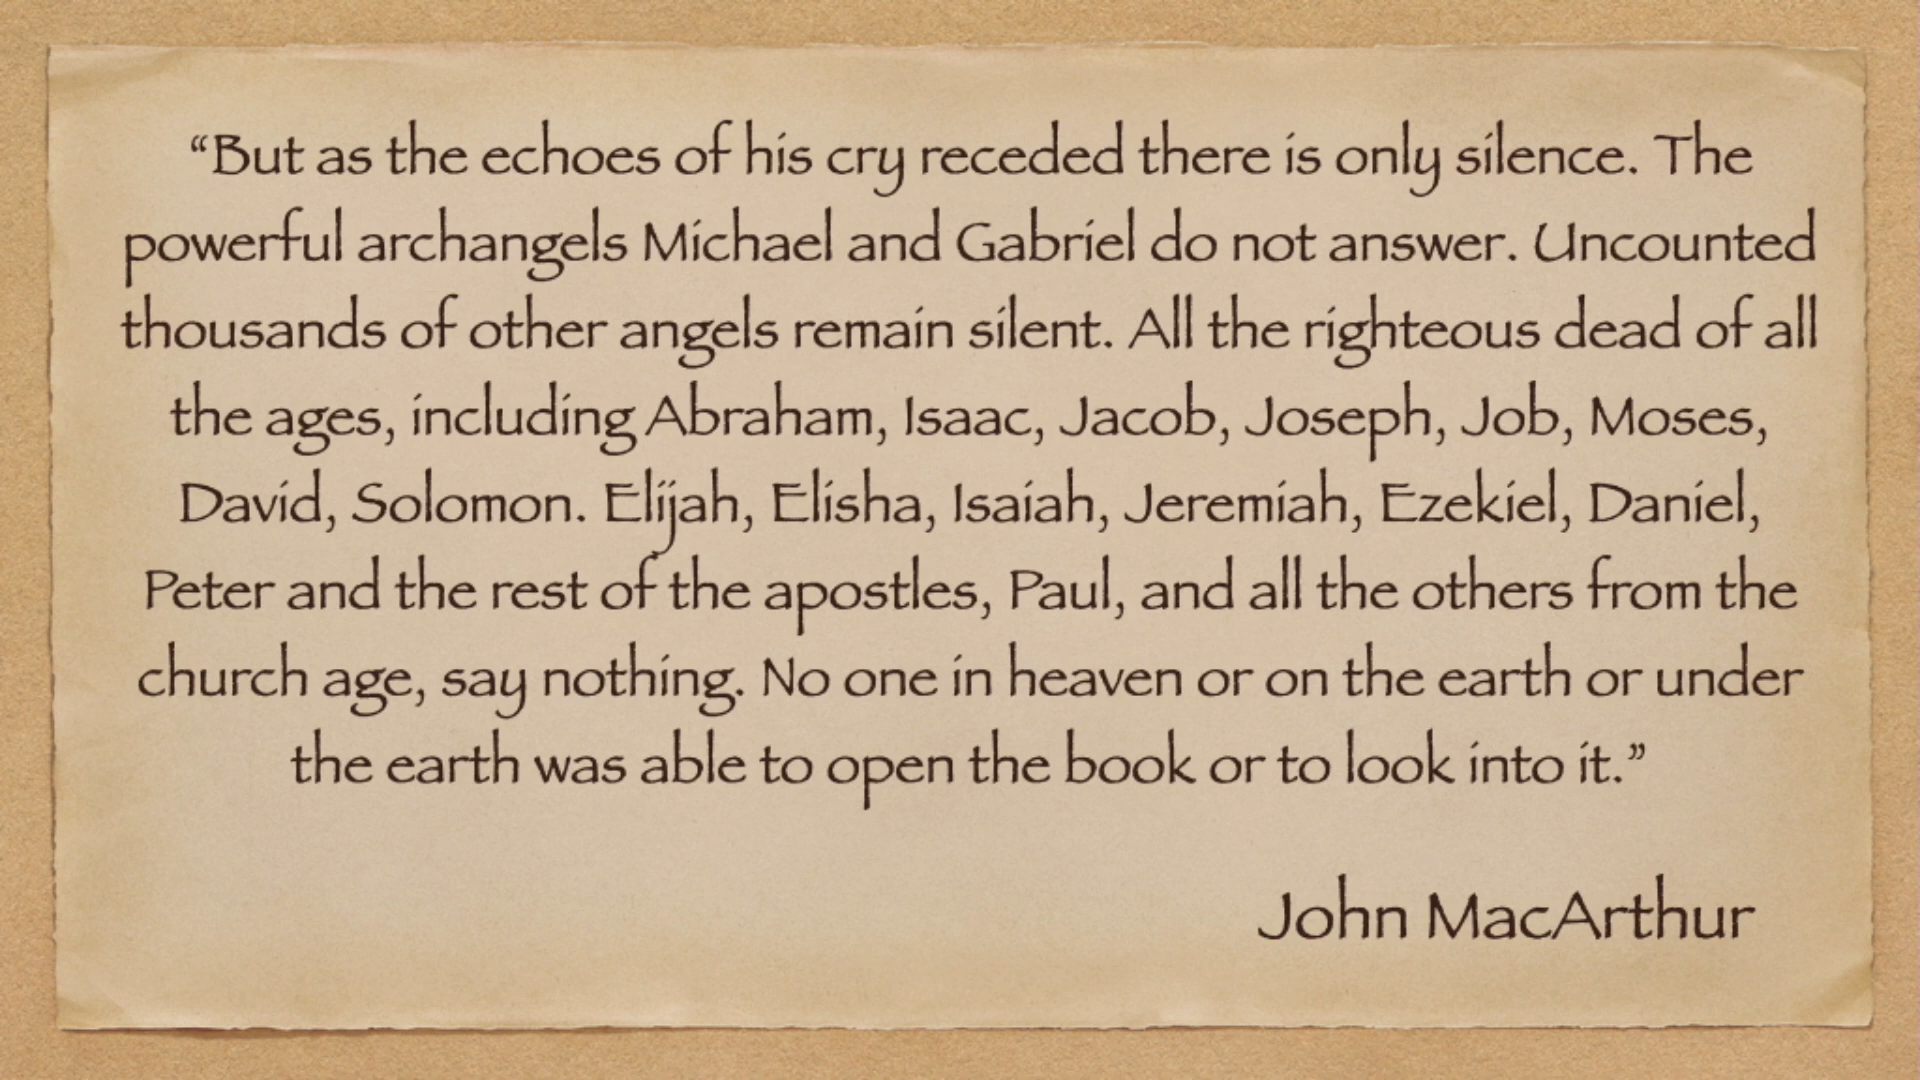 “But as the echoes of his cry receded there is only silence. The
powerful archangels Michael and Gabriel do not answer. Uncounted
thousands of other angels remain silent. All the righteous dead of all
the ages, including Abraham, Isaac, Jacob, Joseph, Job, Moses,
David, Solomon. Elijah, Elisha, Isaiah, Jeremiah, Ezekiel, Daniel,
Peter and the rest of the apostles, Paul, and all the others from the
church age, say nothing. No one in heaven or on the earth or under
the earth was able to open the book or to look into it.”
John MacArthur